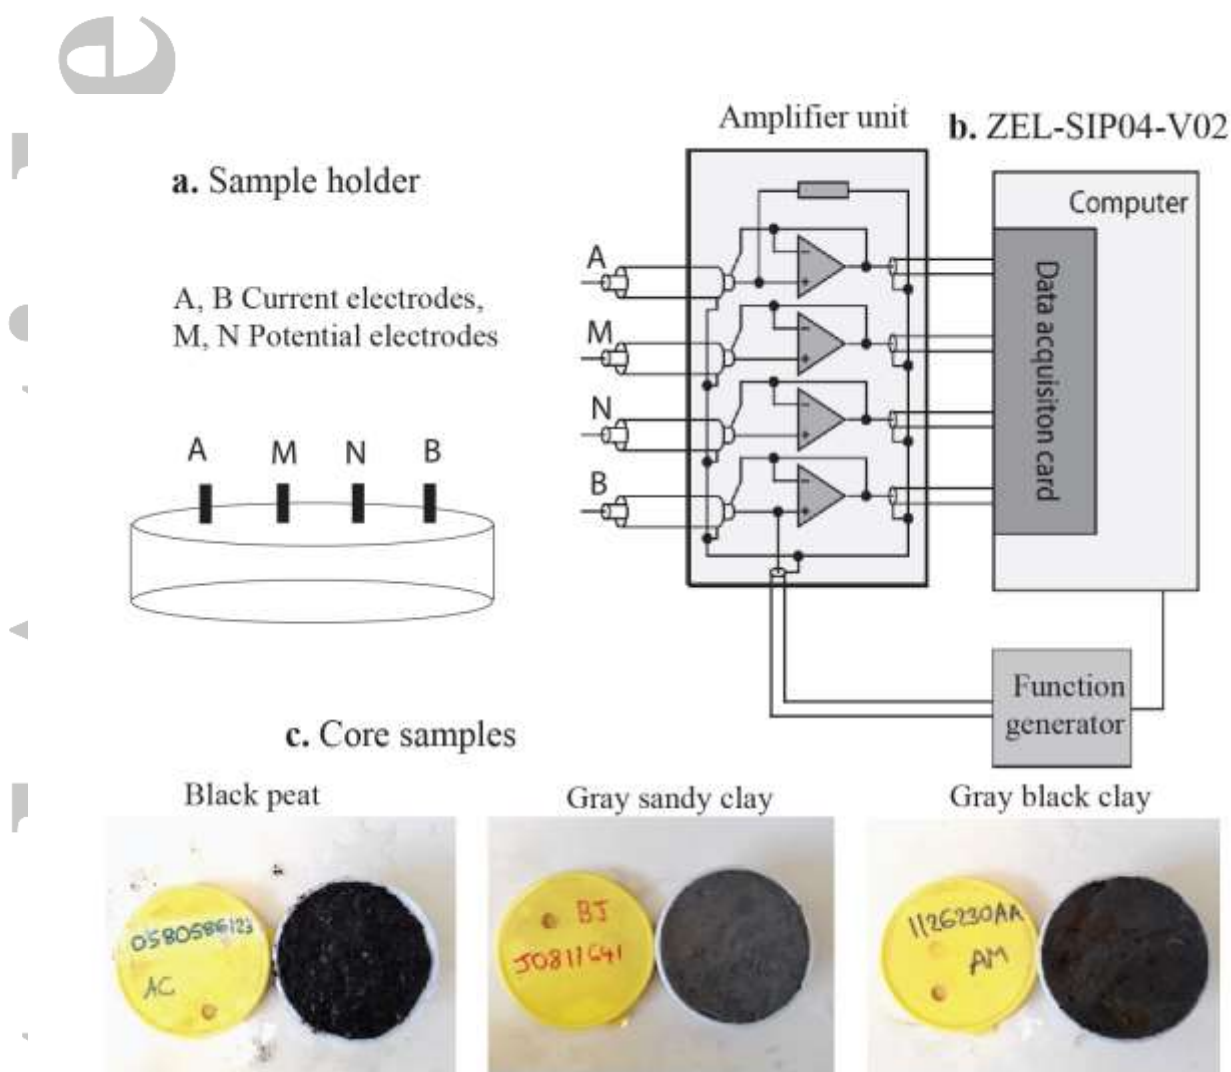 Amplifier unit
b. ZEL-SIP04-V02
a. Sample holder
Computer
A, B Current electrodes,
M, N Potential electrodes
A
M
N
B
Data acquisiton card
A M N B
Function
generator
c. Core samples
Black peat
Gray sandy clay
Gray black clay
0580586123
AC
BJ
J0811641
1126230AA
AM